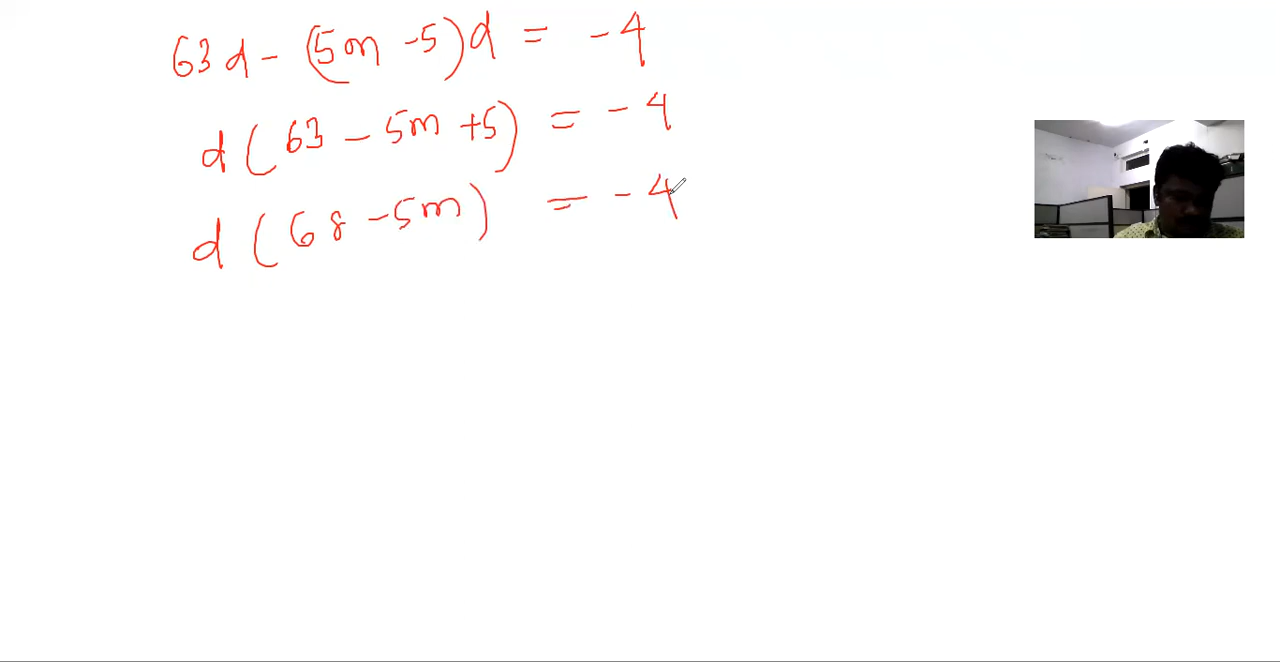 63d - (5m - 5)d = -4
d(63 - 5m + 5) = -4
d(68 - 5m) = -4